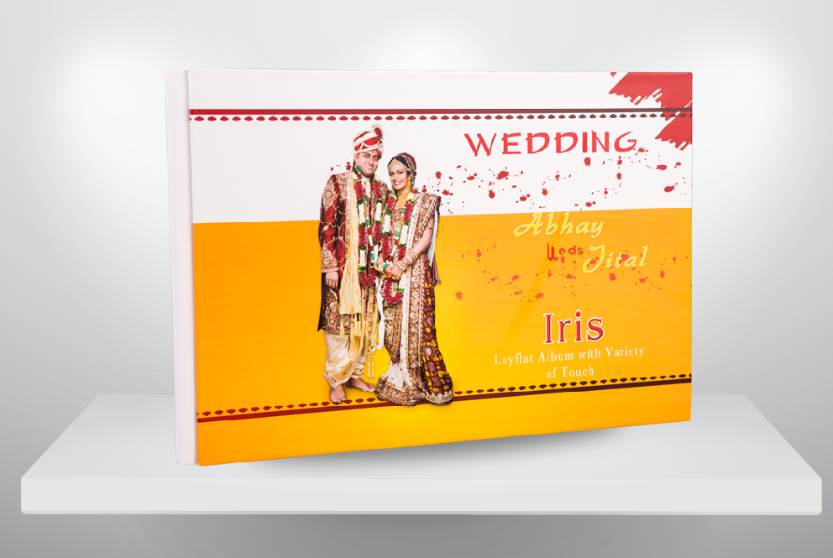 WEDDING
Abhay
Weds
Jital
Iris
Layflat Album with Variety
of Touch